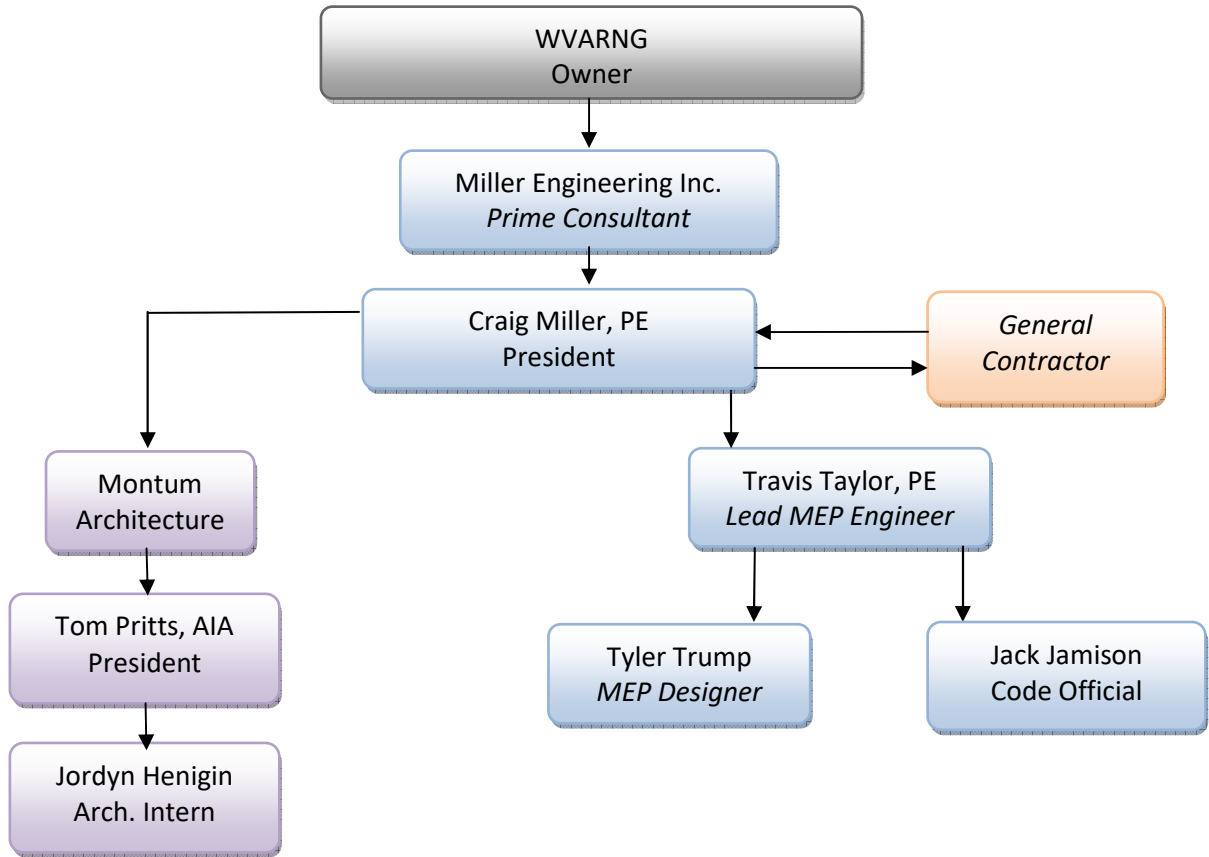 WVARNG
Owner
Miller Engineering Inc.
Prime Consultant
Craig Miller, PE
President
General
Contractor
Montum
Architecture
Travis Taylor, PE
Lead MEP Engineer
Tom Pritts, AIA
President
Tyler Trump
MEP Designer
Jack Jamison
Code Official
Jordyn Henigin
Arch. Intern